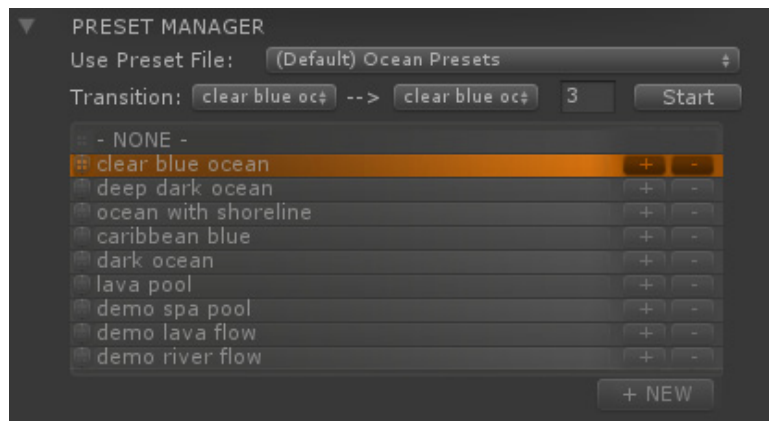 PRESET MANAGER
Use Preset File: (Default) Ocean Presets
Transition: clear blue oc --> clear blue oc 3 Start
- NONE -
clear blue ocean + -
deep dark ocean + -
ocean with shoreline + -
caribbean blue + -
dark ocean + -
lava pool + -
demo spa pool + -
demo lava flow + -
demo river flow + -
+ NEW